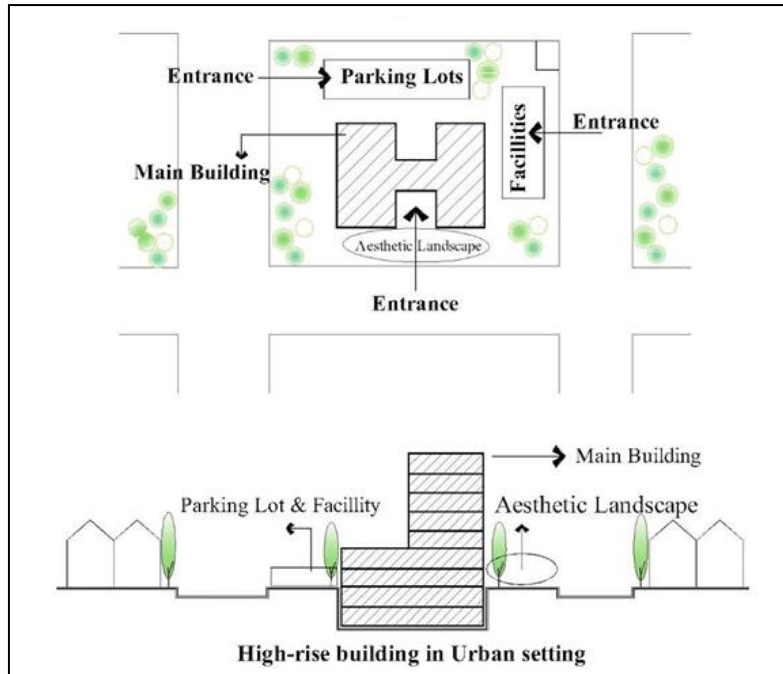 Entrance
Parking Lots
Facillities
Entrance
Main Building
Aesthetic Landscape
Entrance
Main Building
Parking Lot & Facillity
Aesthetic Landscape
High-rise building in Urban setting